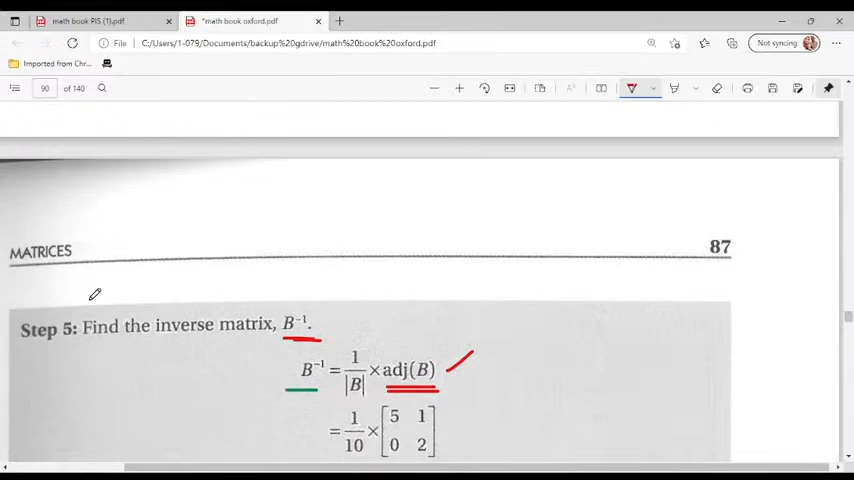 math book PIS (1).pdf
*math book oxford.pdf
File
C:/Users/1-079/Documents/backup%20gdrive/math%20book%20oxford.pdf
Not syncing
Imported from Chr...
90 of 140
MATRICES
87
Step 5: Find the inverse matrix, B⁻¹.
B⁻¹ = 1/|B| × adj(B)
= 1/10 × [5 1
0 2]